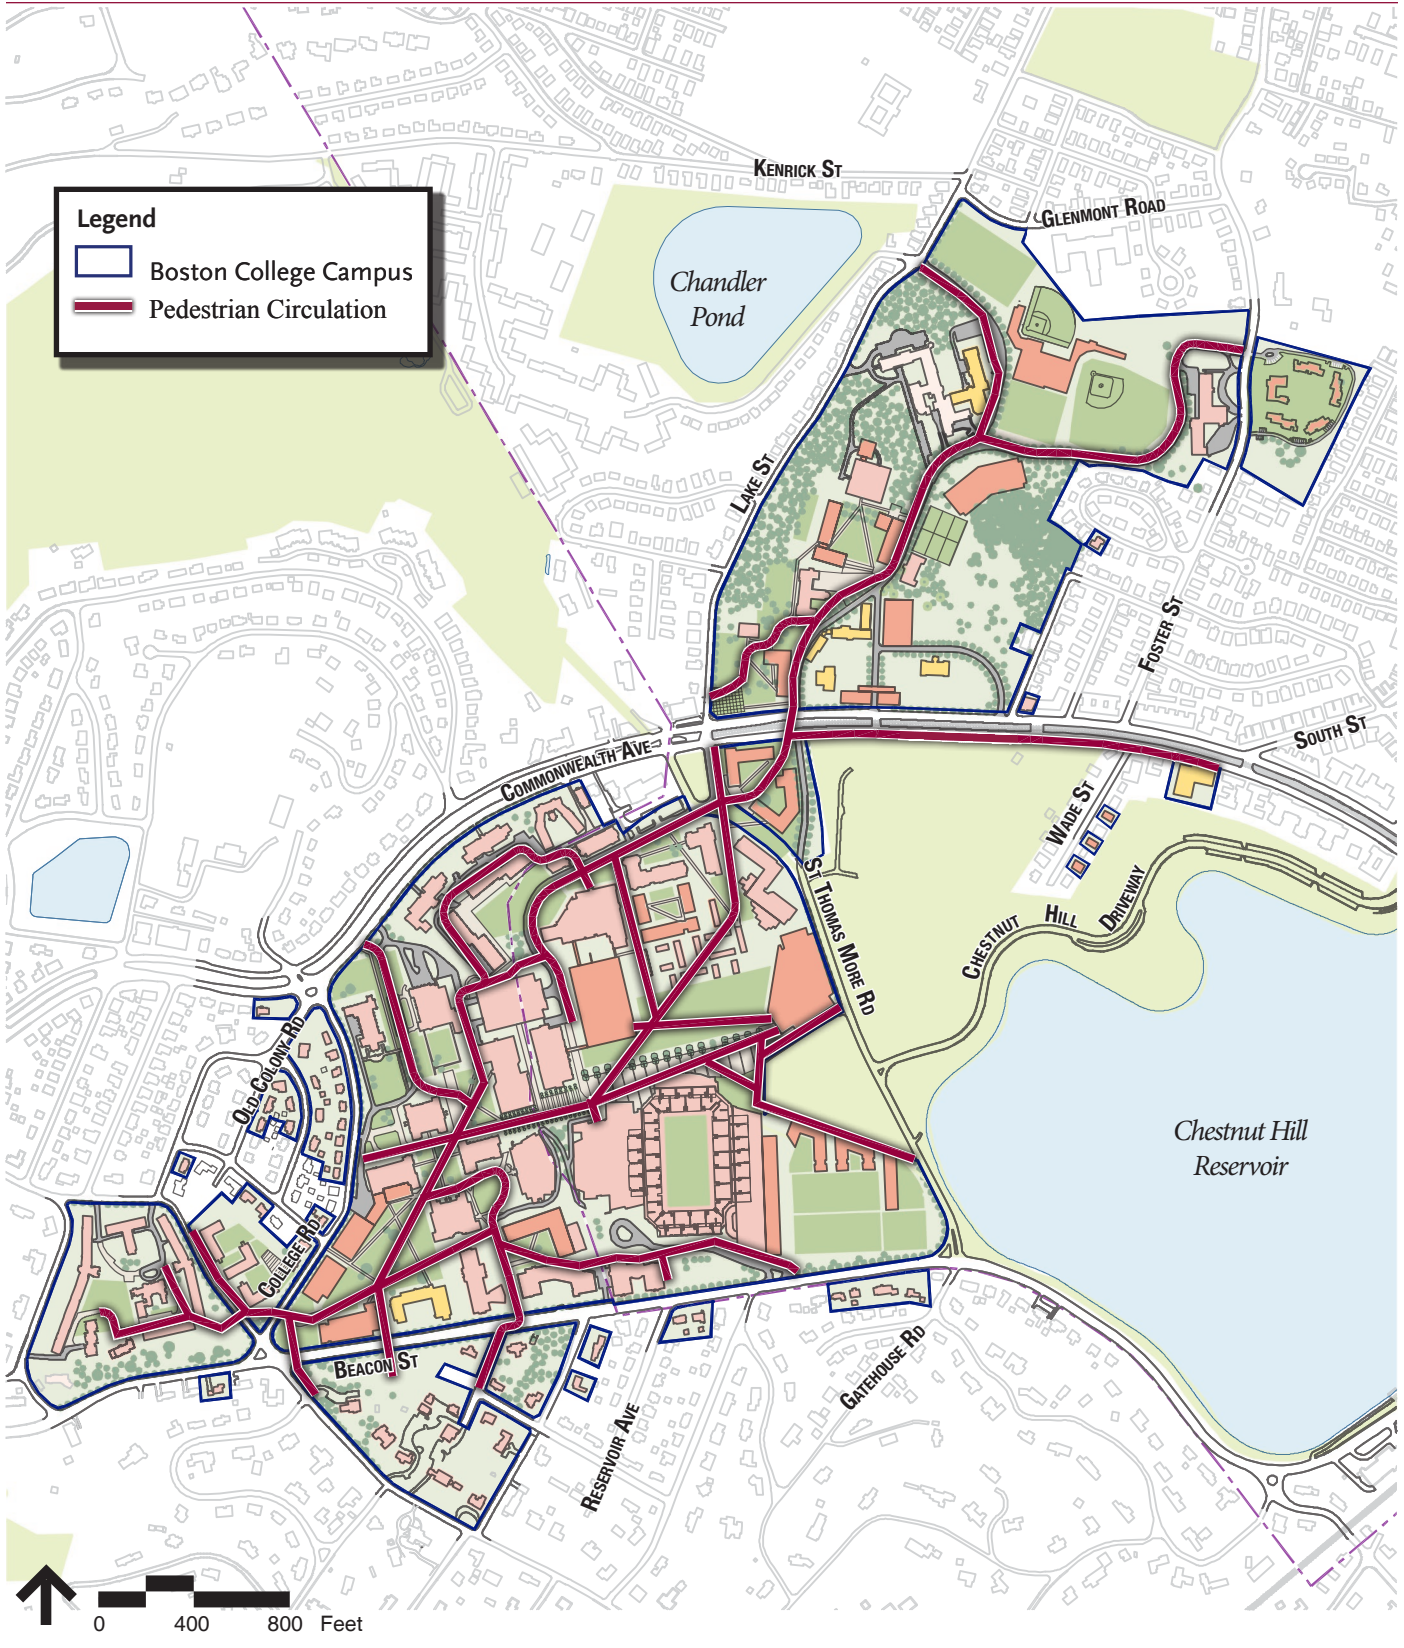 Kenrick St
Glenmont Road
Legend
Boston College Campus
Pedestrian Circulation
Chandler
Pond
Lake St
Foster St
South St
Commonwealth Ave
Wade St
St Thomas More Rd
Chestnut Hill Driveway
Old Colony Rd
Chestnut Hill
Reservoir
College Rd
Beacon St
Gatehouse Rd
Reservoir Ave
0 400 800 Feet